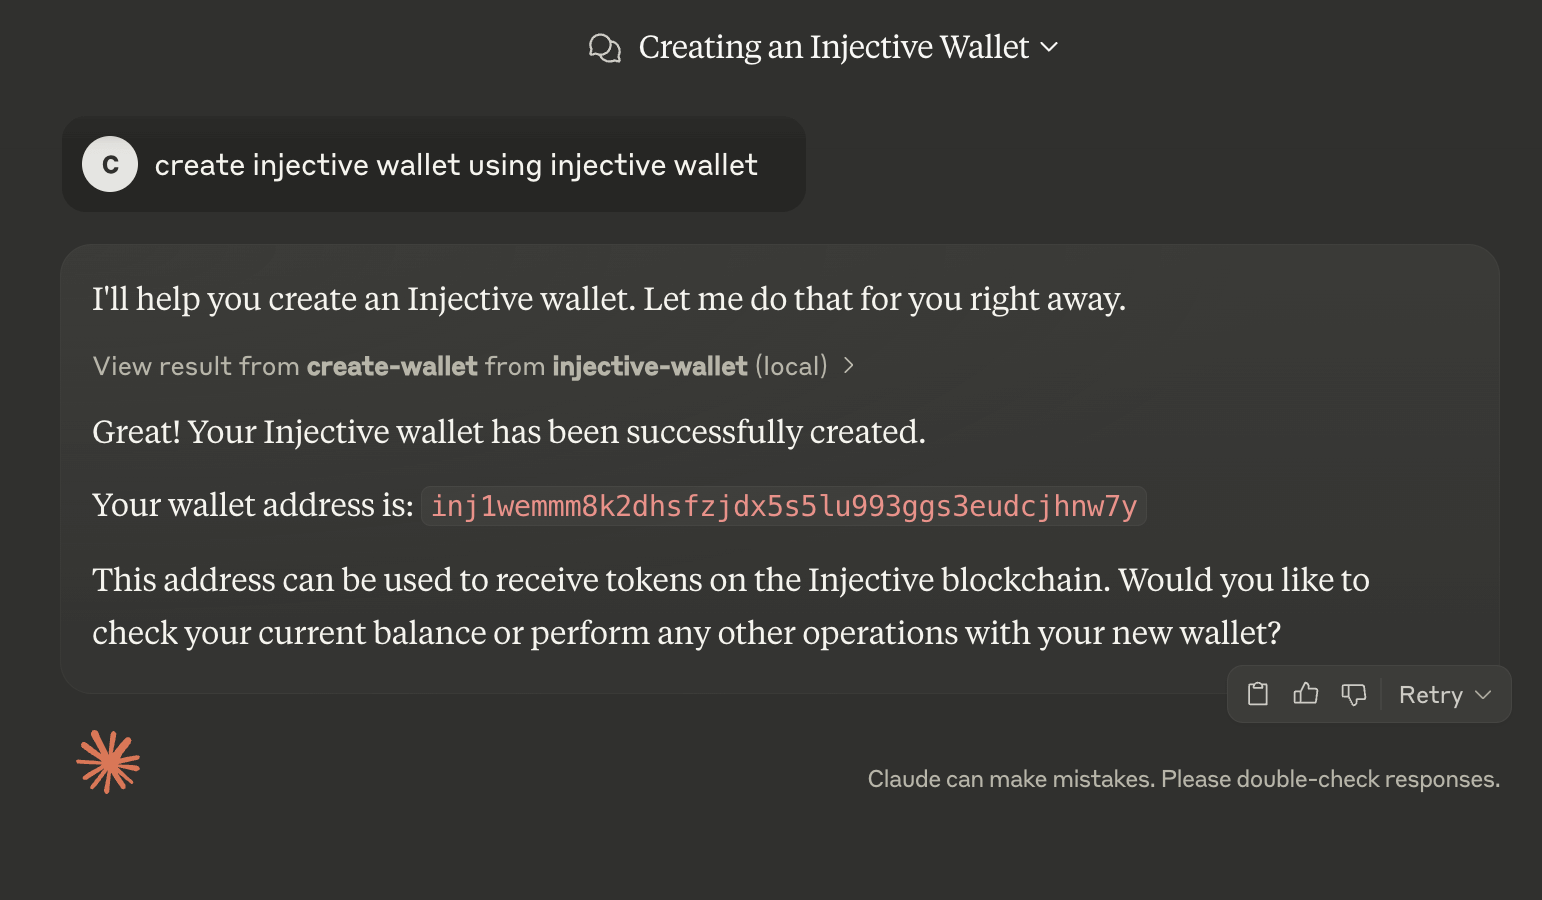 Creating an Injective Wallet
C
create injective wallet using injective wallet
I'll help you create an Injective wallet. Let me do that for you right away.
View result from create-wallet from injective-wallet (local)
Great! Your Injective wallet has been successfully created.
Your wallet address is: inj1wemmm8k2dhsfzjdx5s5lu993ggs3eudcjhnw7y
This address can be used to receive tokens on the Injective blockchain. Would you like to
check your current balance or perform any other operations with your new wallet?
Retry
Claude can make mistakes. Please double-check responses.